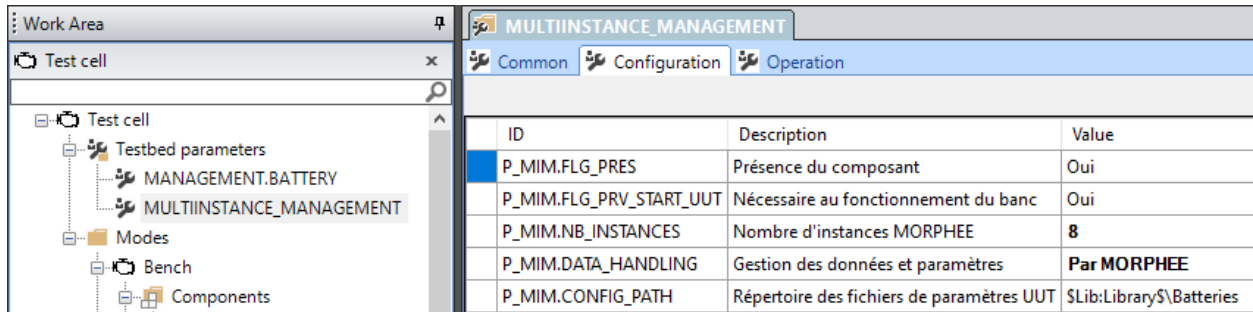 Work Area
Test cell
Test cell
Testbed parameters
MANAGEMENT.BATTERY
MULTIINSTANCE_MANAGEMENT
Modes
Bench
Components
MULTIINSTANCE_MANAGEMENT
Common Configuration Operation
ID Description Value
P_MIM.FLG_PRES Présence du composant Oui
P_MIM.FLG_PRV_START_UUT Nécessaire au fonctionnement du banc Oui
P_MIM.NB_INSTANCES Nombre d'instances MORPHEE 8
P_MIM.DATA_HANDLING Gestion des données et paramètres Par MORPHEE
P_MIM.CONFIG_PATH Répertoire des fichiers de paramètres UUT $Lib:Library$\Batteries